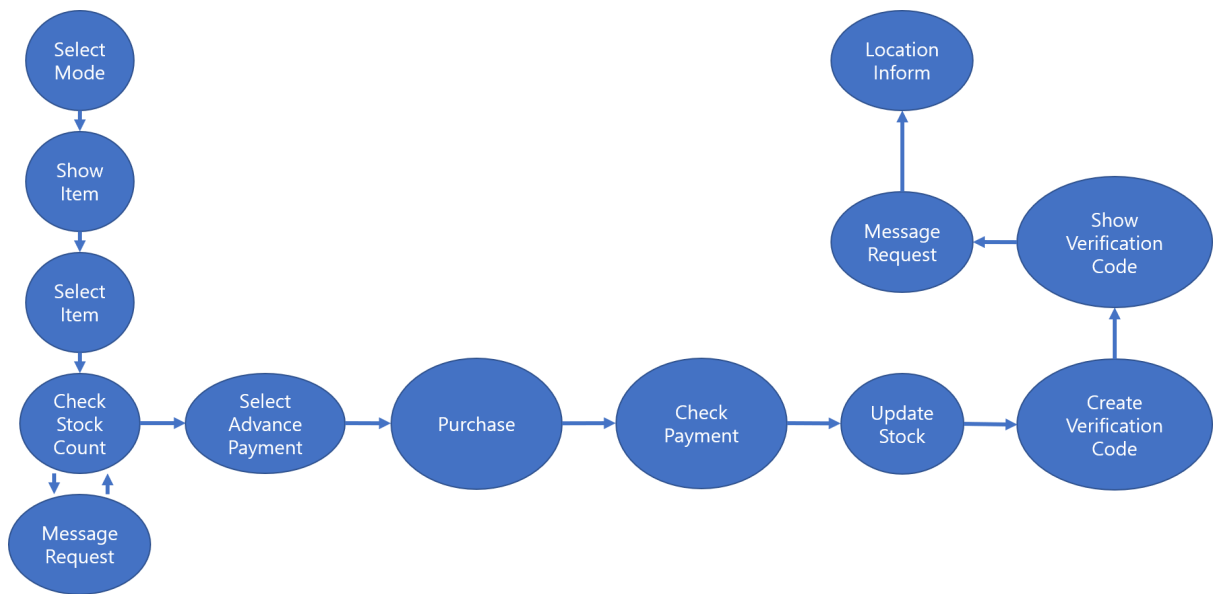 Select
Mode
Show
Item
Select
Item
Check
Stock
Count
Message
Request
Select
Advance
Payment
Purchase
Check
Payment
Update
Stock
Create
Verification
Code
Show
Verification
Code
Message
Request
Location
Inform